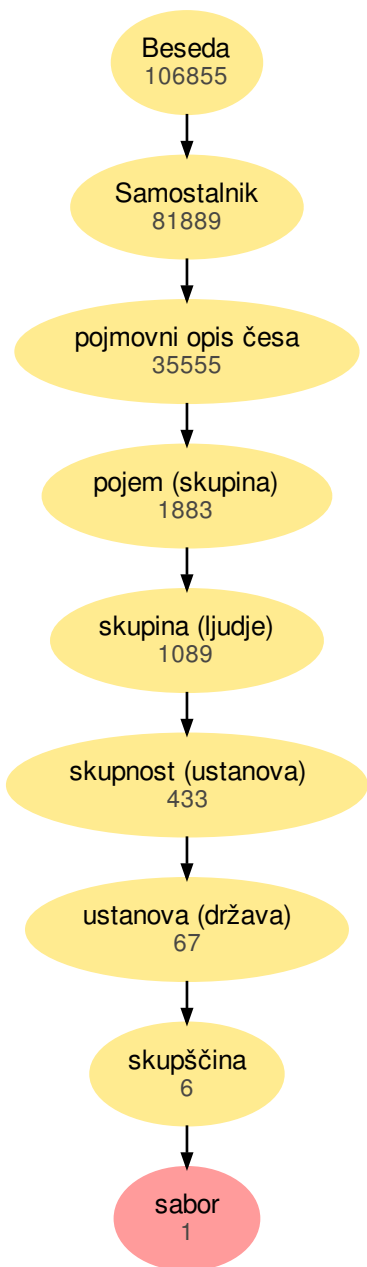 Beseda
106855
Samostalnik
81889
pojmovni opis česa
35555
pojem (skupina)
1883
skupina (ljudje)
1089
skupnost (ustanova)
433
ustanova (država)
67
skupščina
6
sabor
1